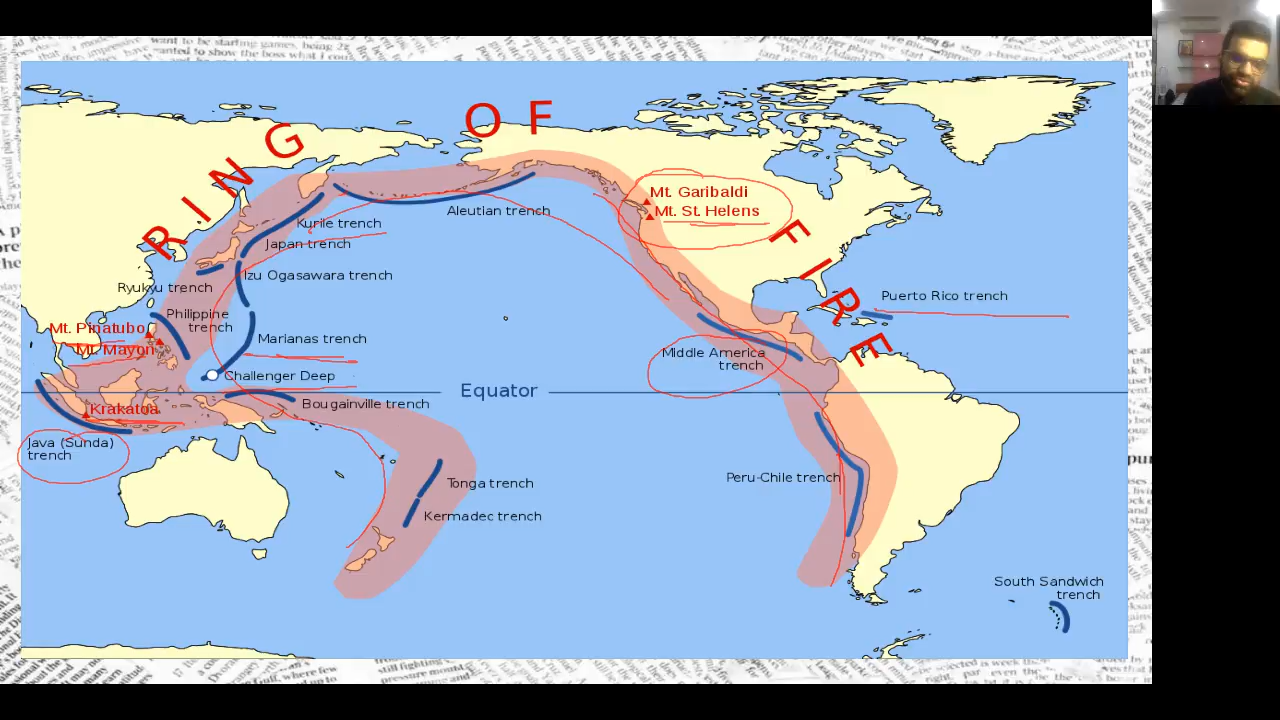 RING OF FIRE
Mt. Garibaldi
Mt. St. Helens
Aleutian trench
Kurile trench
Japan trench
Izu Ogasawara trench
Ryukyu trench
Philippine
trench
Puerto Rico trench
Mt. Pinatubo
Mt. Mayon
Marianas trench
Middle America
trench
Challenger Deep
Equator
Bougainville trench
Krakatoa
Java (Sunda)
trench
Peru-Chile trench
Tonga trench
Kermadec trench
South Sandwich
trench